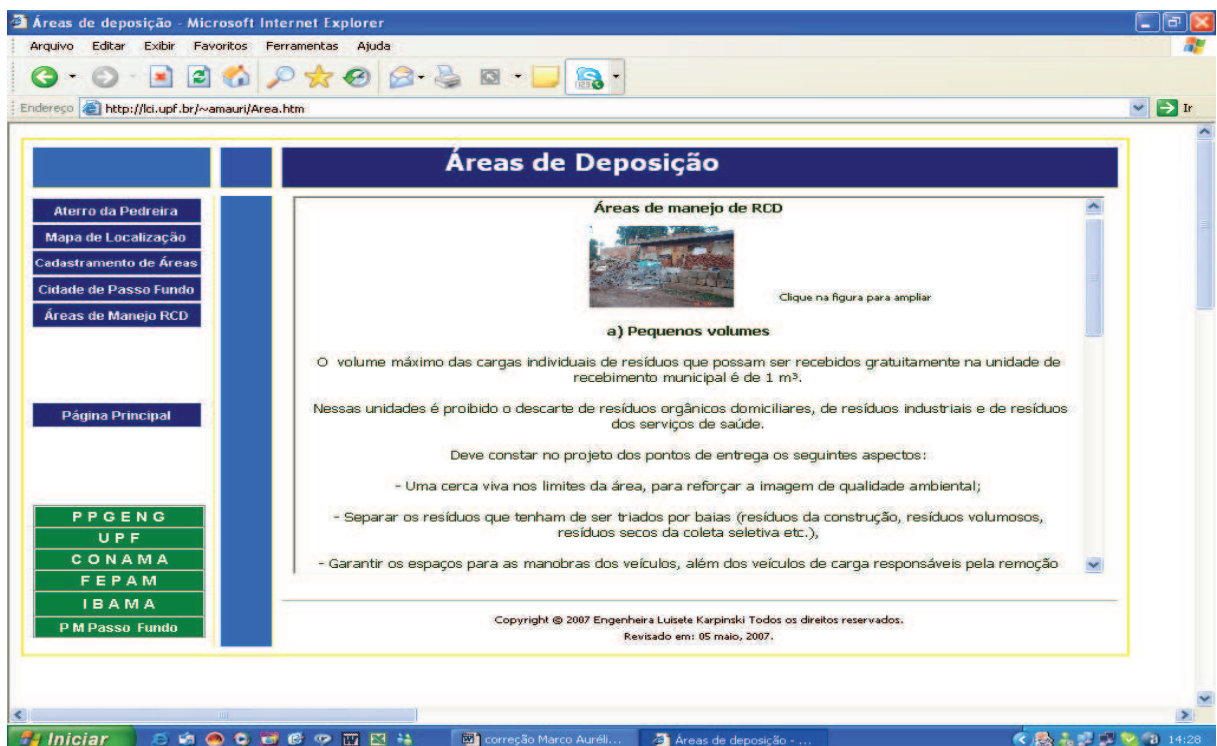 Áreas de deposição - Microsoft Internet Explorer
Arquivo Editar Exibir Favoritos Ferramentas Ajuda
Endereço http://lci.upf.br/~amauri/Area.htm Ir
Áreas de Deposição
Aterro da Pedreira
Mapa de Localização
Cadastramento de Áreas
Cidade de Passo Fundo
Áreas de Manejo RCD
Página Principal
PPGENG
UPF
CONAMA
FEPAM
IBAMA
PM Passo Fundo
Áreas de manejo de RCD
Clique na figura para ampliar
a) Pequenos volumes
O volume máximo das cargas individuais de resíduos que possam ser recebidos gratuitamente na unidade de
recebimento municipal é de 1 m³.
Nessas unidades é proibido o descarte de resíduos orgânicos domiciliares, de resíduos industriais e de resíduos
dos serviços de saúde.
Deve constar no projeto dos pontos de entrega os seguintes aspectos:
- Uma cerca viva nos limites da área, para reforçar a imagem de qualidade ambiental;
- Separar os resíduos que tenham de ser triados por baias (resíduos da construção, resíduos volumosos,
resíduos secos da coleta seletiva etc.),
- Garantir os espaços para as manobras dos veículos, além dos veículos de carga responsáveis pela remoção
Copyright @ 2007 Engenheira Luisete Karpinski Todos os direitos reservados.
Revisado em: 05 maio, 2007.
Iniciar correção Marco Auréli... Áreas de deposição - ... 14:28